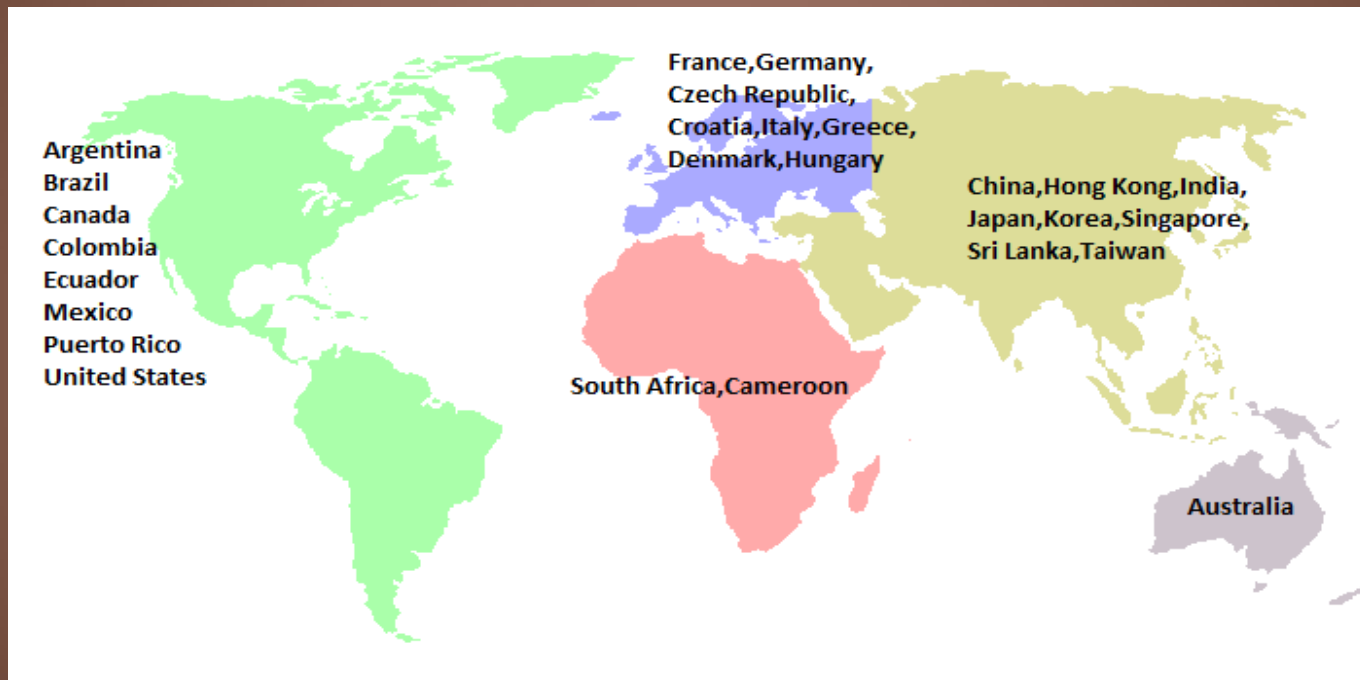 Argentina
Brazil
Canada
Colombia
Ecuador
Mexico
Puerto Rico
United States
France,Germany,
Czech Republic,
Croatia,Italy,Greece,
Denmark,Hungary
South Africa,Cameroon
China,Hong Kong,India,
Japan,Korea,Singapore,
Sri Lanka,Taiwan
Australia